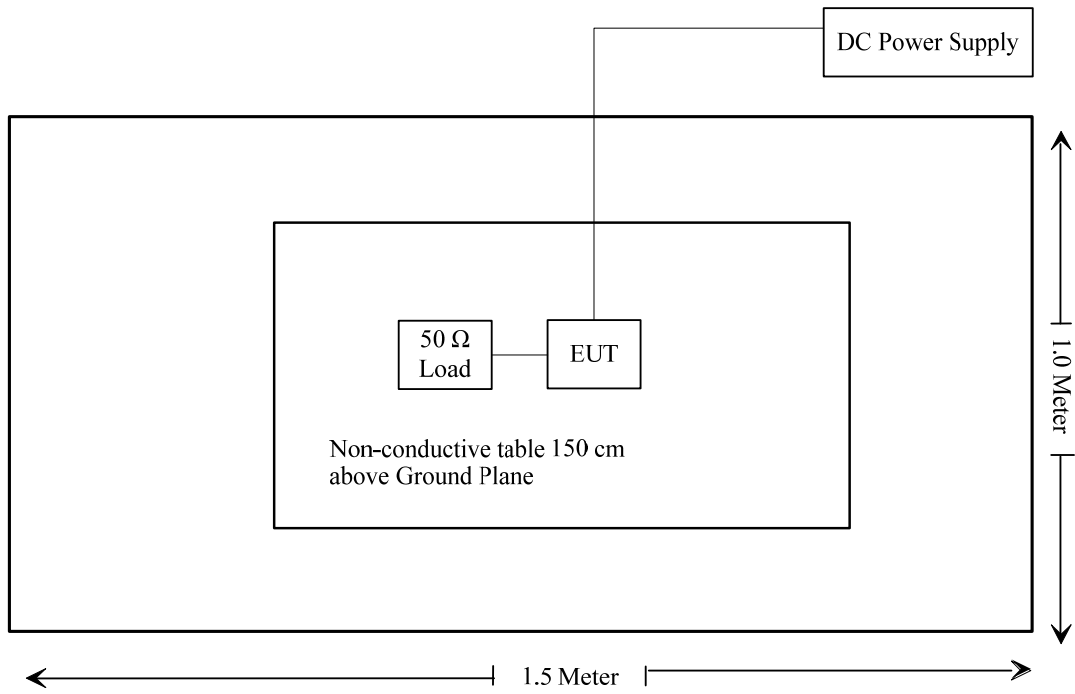 DC Power Supply
50 Ω
Load
EUT
Non-conductive table 150 cm
above Ground Plane
1.0 Meter
1.5 Meter